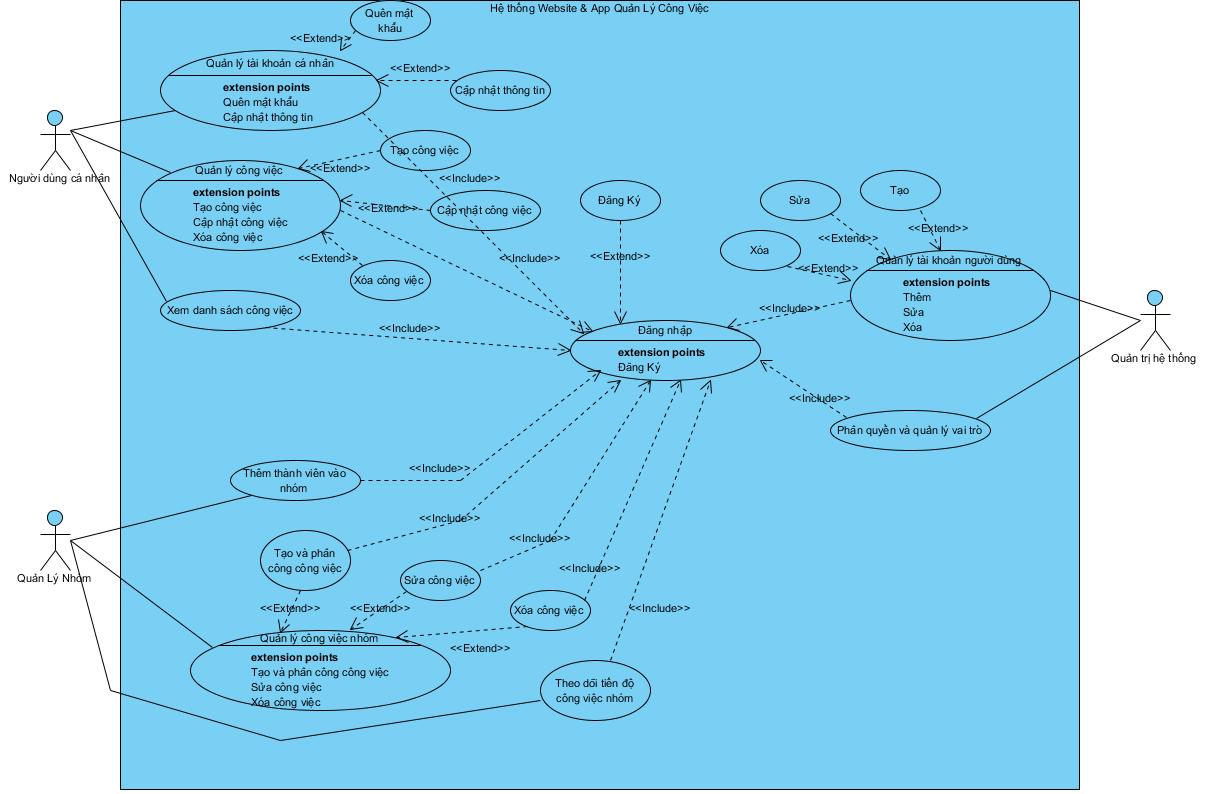 Hệ thống Website & App Quản Lý Công Việc
Quên mật
khẩu
<<Extend>>
Quản lý tài khoản cá nhân
extension points
Quên mật khẩu
Cập nhật thông tin
<<Extend>>
Cập nhật thông tin
Người dùng cá nhân
Tạo công việc
<<Extend>>
Quản lý công việc
extension points
Tạo công việc
Cập nhật công việc
Xóa công việc
<<Include>>
<<Extend>>
Cập nhật công việc
<<Extend>>
Xóa công việc
<<Include>>
Xem danh sách công việc
<<Include>>
Đăng Ký
<<Extend>>
Đăng nhập
extension points
Đăng Ký
Tạo
Sửa
<<Extend>>
<<Extend>>
Xóa
<<Extend>>
Quản lý tài khoản người dùng
extension points
Thêm
Sửa
Xóa
<<Include>>
Quản trị hệ thống
<<Include>>
Phân quyền và quản lý vai trò
Thêm thành viên vào
nhóm
<<Include>>
Quản Lý Nhóm
Tạo và phân
công công việc
<<Include>>
<<Extend>>
Sửa công việc
<<Include>>
<<Extend>>
Xóa công việc
<<Include>>
<<Extend>>
Quản lý công việc nhóm
extension points
Tạo và phân công công việc
Sửa công việc
Xóa công việc
<<Include>>
Theo dõi tiến độ
công việc nhóm